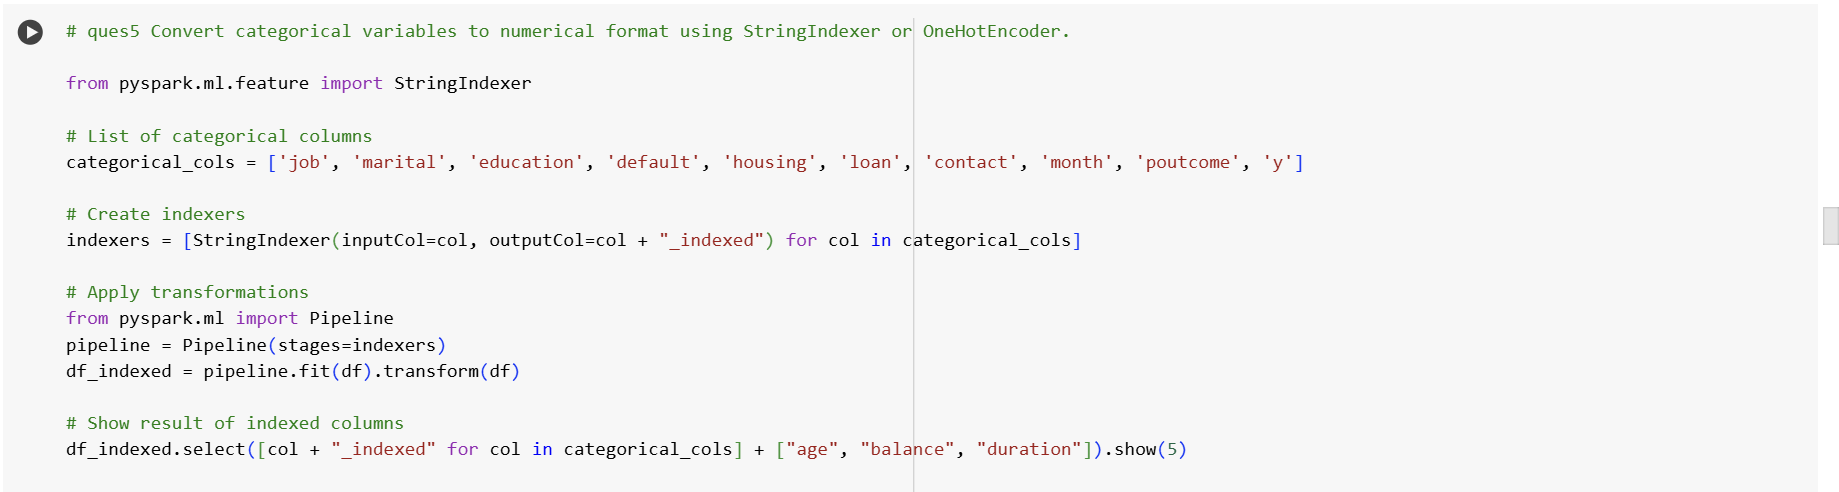 # ques5 Convert categorical variables to numerical format using StringIndexer or OneHotEncoder.
from pyspark.ml.feature import StringIndexer
# List of categorical columns
categorical_cols = ['job', 'marital', 'education', 'default', 'housing', 'loan', 'contact', 'month', 'poutcome', 'y']
# Create indexers
indexers = [StringIndexer(inputCol=col, outputCol=col + "_indexed") for col in categorical_cols]
# Apply transformations
from pyspark.ml import Pipeline
pipeline = Pipeline(stages=indexers)
df_indexed = pipeline.fit(df).transform(df)
# Show result of indexed columns
df_indexed.select([col + "_indexed" for col in categorical_cols] + ["age", "balance", "duration"]).show(5)